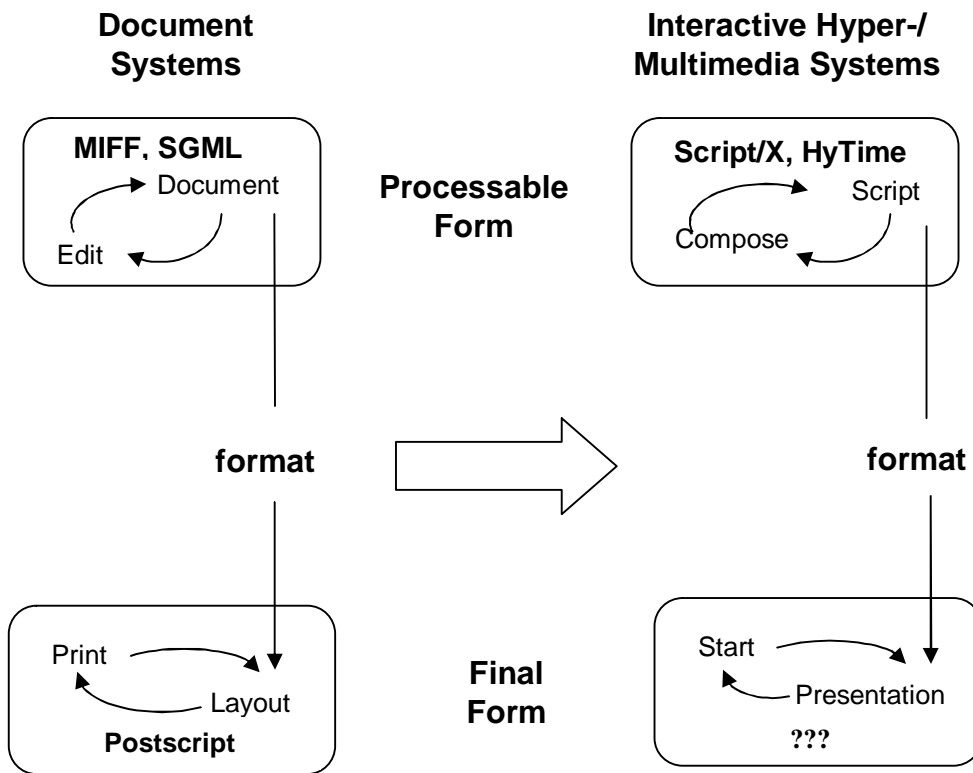 Document
Systems
Interactive Hyper-/
Multimedia Systems
MIFF, SGML
Document
Edit
Processable
Form
Script/X, HyTime
Script
Compose
format
format
Print
Layout
Postscript
Final
Form
Start
Presentation
???